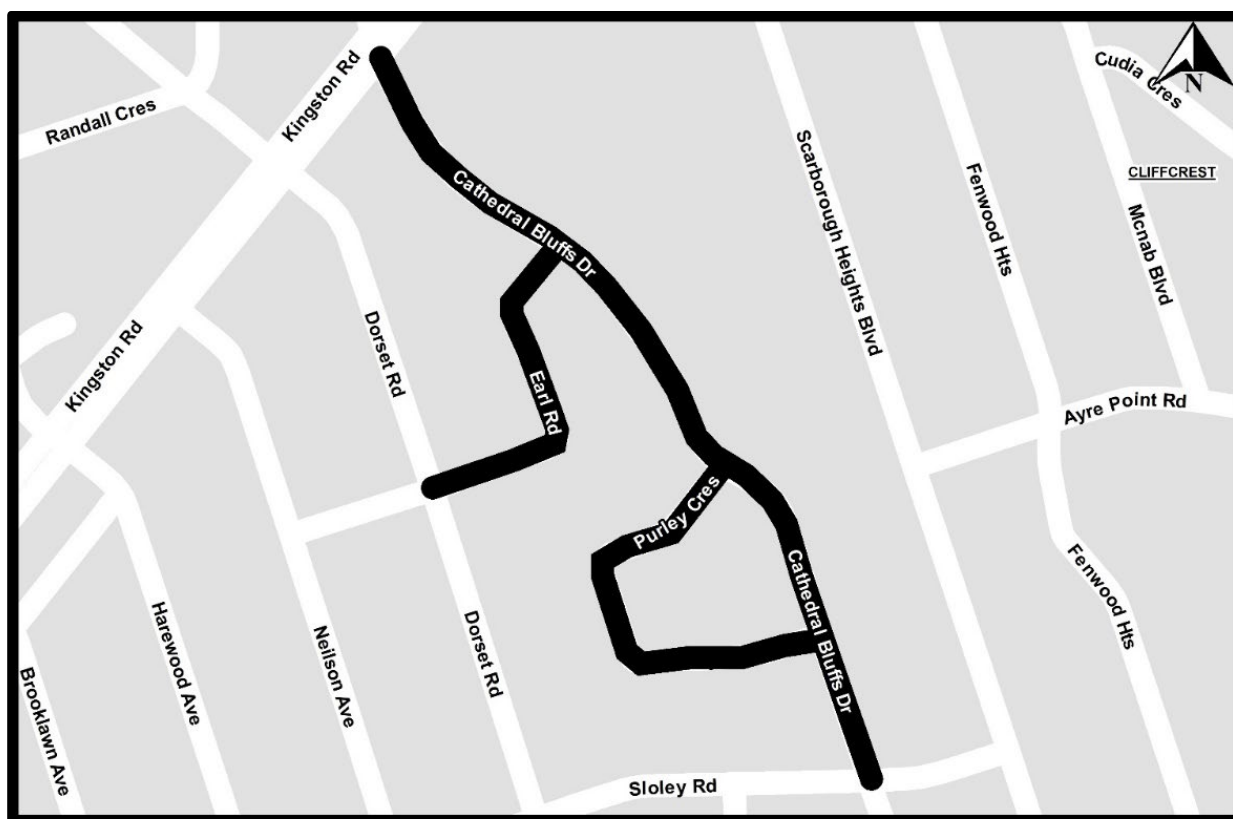 Kingston Rd
Randall Cres
Cudia Cres
N
CLIFFCREST
Cathedral Bluffs Dr
Scarborough Heights Blvd
Fenwood Hts
Mcnab Blvd
Kingston Rd
Dorset Rd
Earl Rd
Ayre Point Rd
Purley Cres
Cathedral Bluffs Dr
Fenwood Hts
Harewood Ave
Neilson Ave
Dorset Rd
Brooklawn Ave
Sloley Rd